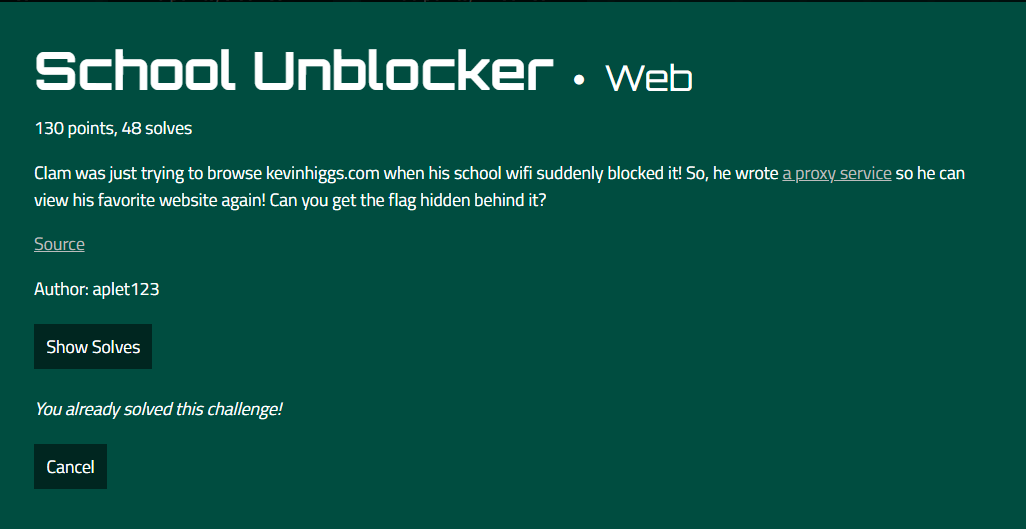 School Unblocker • Web
130 points, 48 solves
Clam was just trying to browse kevinhiggs.com when his school wifi suddenly blocked it! So, he wrote a proxy service so he can
view his favorite website again! Can you get the flag hidden behind it?
Source
Author: aplet123
Show Solves
You already solved this challenge!
Cancel